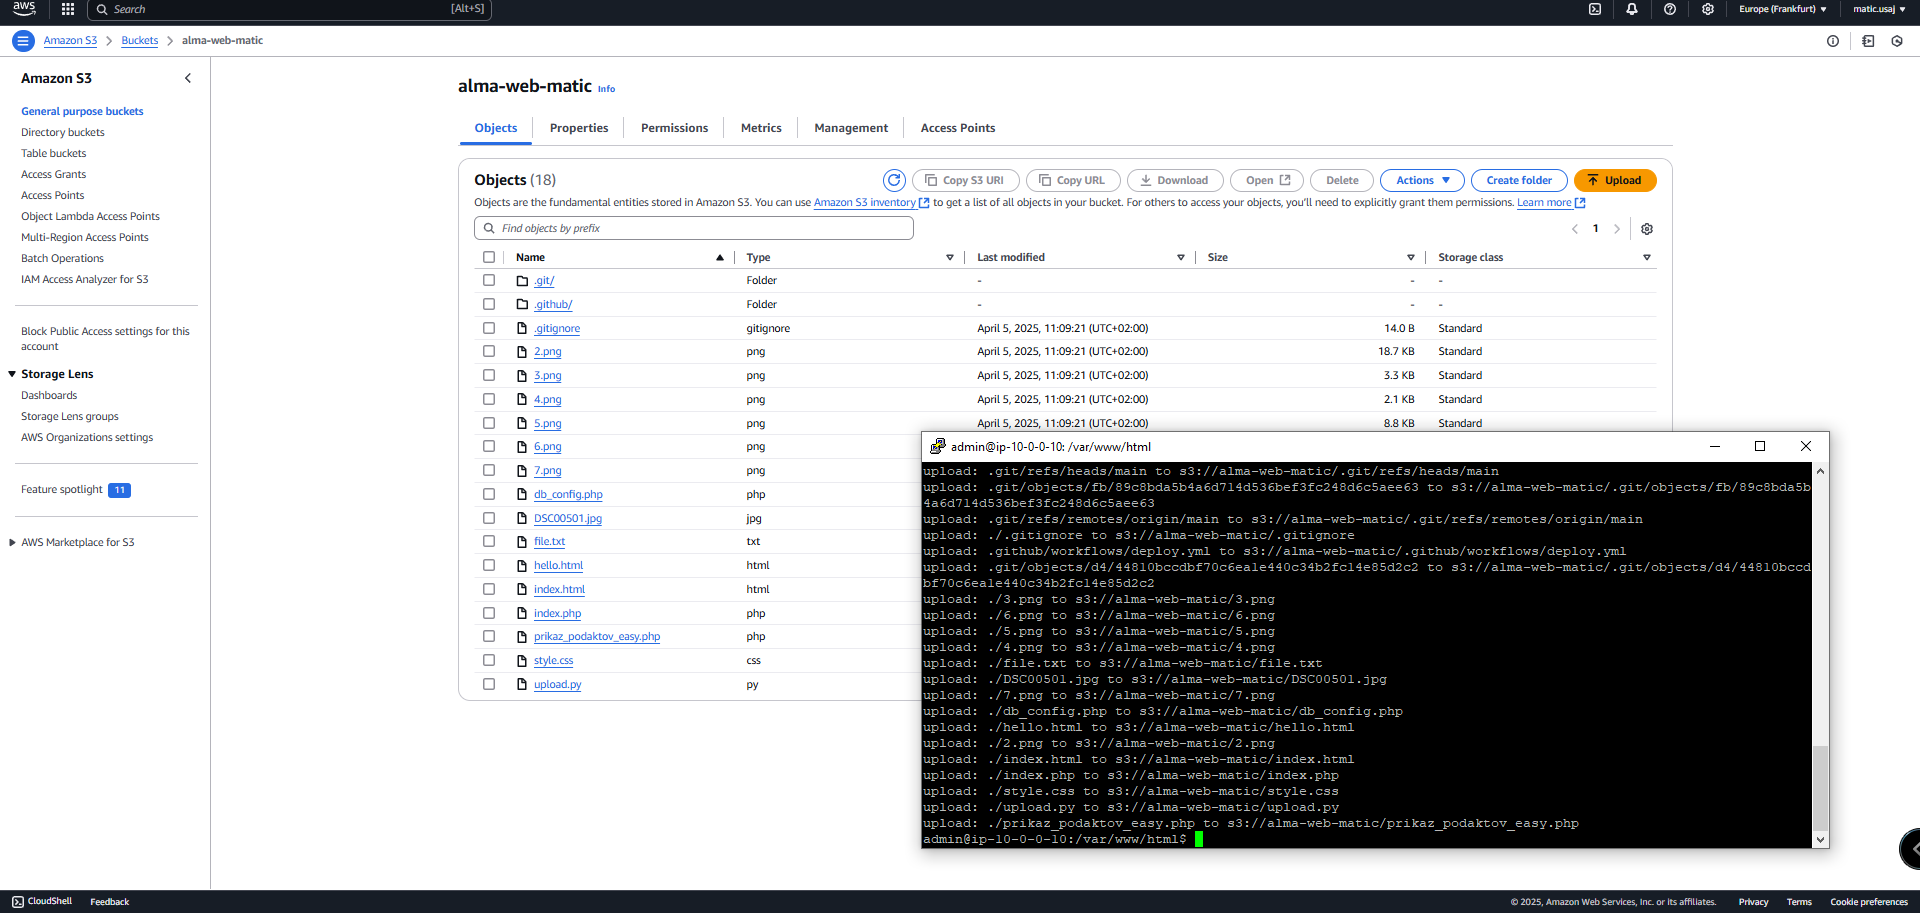 aws
Search
[Alt+S]
Europe (Frankfurt)
matic.usaj
Amazon S3
Buckets
alma-web-matic
Amazon S3
General purpose buckets
Directory buckets
Table buckets
Access Grants
Access Points
Object Lambda Access Points
Multi-Region Access Points
Batch Operations
IAM Access Analyzer for S3
Block Public Access settings for this
account
Storage Lens
Dashboards
Storage Lens groups
AWS Organizations settings
Feature spotlight 11
AWS Marketplace for S3
alma-web-matic Info
Objects
Properties
Permissions
Metrics
Management
Access Points
Objects (18)
Copy S3 URI
Copy URL
Download
Open
Delete
Actions
Create folder
Upload
Objects are the fundamental entities stored in Amazon S3. You can use Amazon S3 inventory to get a list of all objects in your bucket. For others to access your objects, you'll need to explicitly grant them permissions. Learn more
Find objects by prefix
1
Name Type Last modified Size Storage class
.git/ Folder - - -
.github/ Folder - - -
.gitignore gitignore April 5, 2025, 11:09:21 (UTC+02:00) 14.0 B Standard
2.png png April 5, 2025, 11:09:21 (UTC+02:00) 18.7 KB Standard
3.png png April 5, 2025, 11:09:21 (UTC+02:00) 3.3 KB Standard
4.png png April 5, 2025, 11:09:21 (UTC+02:00) 2.1 KB Standard
5.png png April 5, 2025, 11:09:21 (UTC+02:00) 8.8 KB Standard
6.png png
7.png png
db_config.php php
DSC00501.jpg jpg
file.txt txt
hello.html html
index.html html
index.php php
prikaz_podaktov_easy.php php
style.css css
upload.py py
admin@ip-10-0-0-10: /var/www/html
upload: .git/refs/heads/main to s3://alma-web-matic/.git/refs/heads/main
upload: .git/objects/fb/89c8bda5b4a6d714d536bef3fc248d6c5aee63 to s3://alma-web-matic/.git/objects/fb/89c8bda5b
4a6d714d536bef3fc248d6c5aee63
upload: .git/refs/remotes/origin/main to s3://alma-web-matic/.git/refs/remotes/origin/main
upload: ./.gitignore to s3://alma-web-matic/.gitignore
upload: .github/workflows/deploy.yml to s3://alma-web-matic/.github/workflows/deploy.yml
upload: .git/objects/d4/44810bccdbf70c6ea1e440c34b2fc14e85d2c2 to s3://alma-web-matic/.git/objects/d4/44810bccd
bf70c6ea1e440c34b2fc14e85d2c2
upload: ./3.png to s3://alma-web-matic/3.png
upload: ./6.png to s3://alma-web-matic/6.png
upload: ./5.png to s3://alma-web-matic/5.png
upload: ./4.png to s3://alma-web-matic/4.png
upload: ./file.txt to s3://alma-web-matic/file.txt
upload: ./DSC00501.jpg to s3://alma-web-matic/DSC00501.jpg
upload: ./7.png to s3://alma-web-matic/7.png
upload: ./db_config.php to s3://alma-web-matic/db_config.php
upload: ./hello.html to s3://alma-web-matic/hello.html
upload: ./2.png to s3://alma-web-matic/2.png
upload: ./index.html to s3://alma-web-matic/index.html
upload: ./index.php to s3://alma-web-matic/index.php
upload: ./style.css to s3://alma-web-matic/style.css
upload: ./upload.py to s3://alma-web-matic/upload.py
upload: ./prikaz_podaktov_easy.php to s3://alma-web-matic/prikaz_podaktov_easy.php
admin@ip-10-0-0-10:/var/www/html$
CloudShell
Feedback
© 2025, Amazon Web Services, Inc. or its affiliates.
Privacy
Terms
Cookie preferences